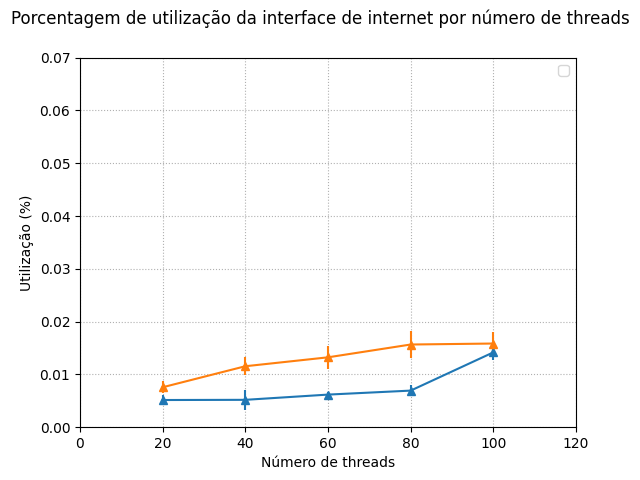 Porcentagem de utilização da interface de internet por número de threads
0.07
0.06
0.05
0.04
0.03
0.02
0.01
0.00
Utilização (%)
0 20 40 60 80 100 120
Número de threads